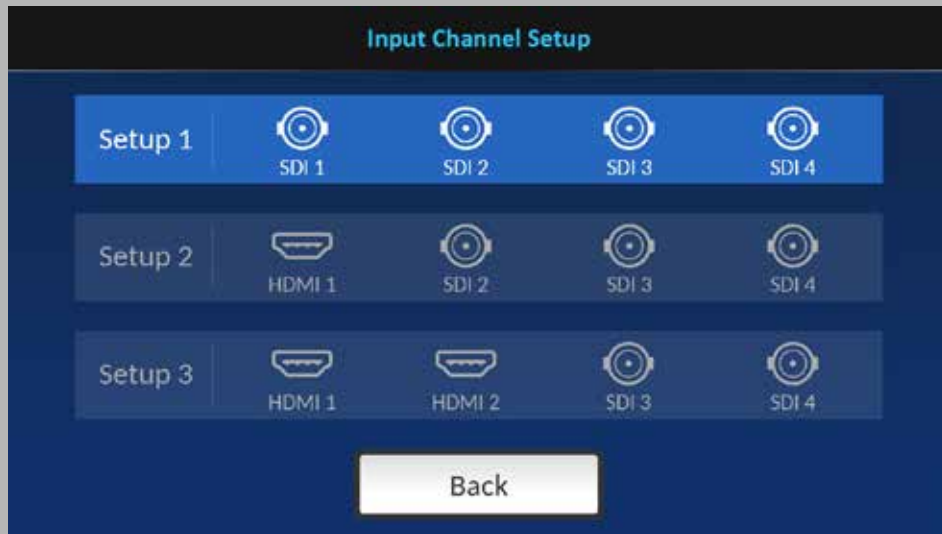 Input Channel Setup
Setup 1
SDI 1 SDI 2 SDI 3 SDI 4
Setup 2
HDMI 1 SDI 2 SDI 3 SDI 4
Setup 3
HDMI 1 HDMI 2 SDI 3 SDI 4
Back